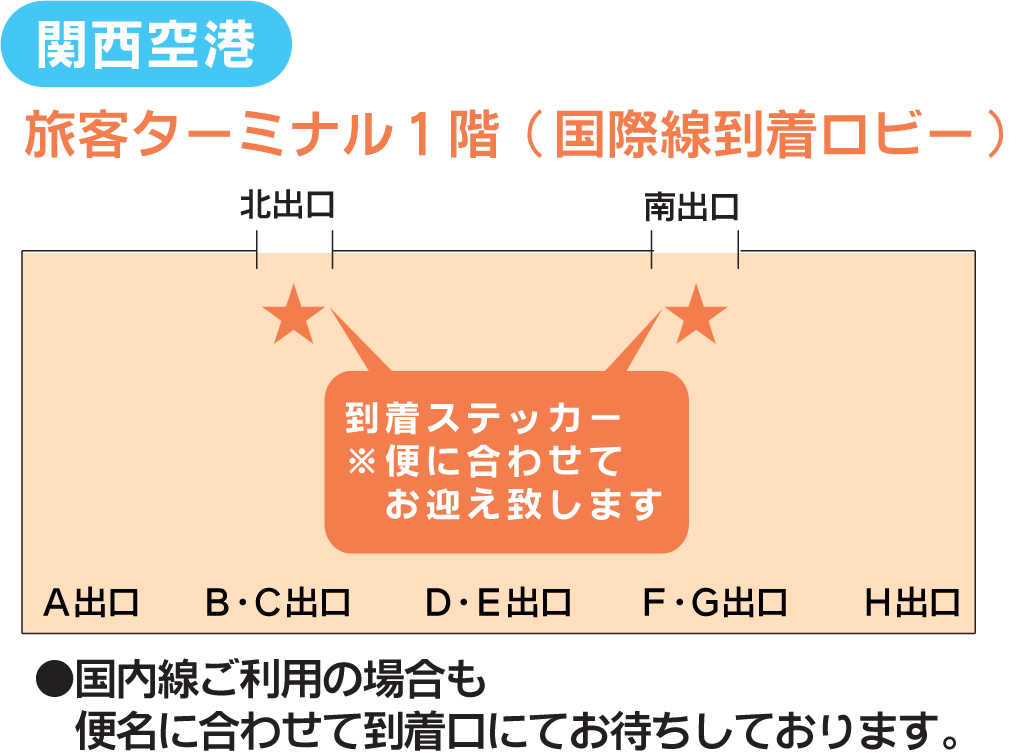 関西空港
旅客ターミナル1階(国際線到着ロビー)
北出口
南出口
到着ステッカー
※便に合わせて
お迎え致します
A出口
B・C出口
D・E出口
F・G出口
H出口
●国内線ご利用の場合も
便名に合わせて到着口にてお待ちしております。